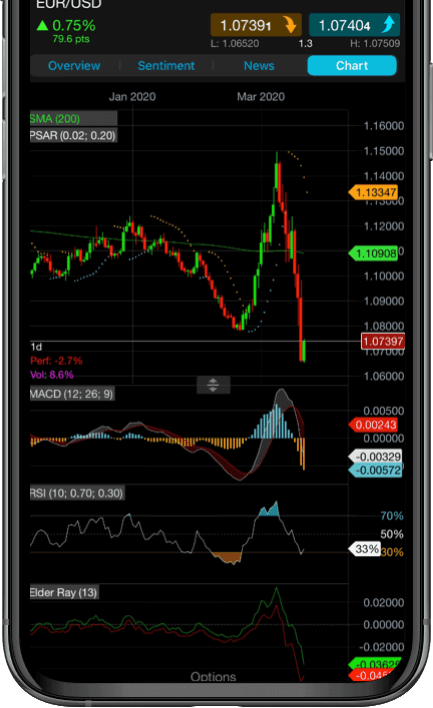 EUR/USD
0.75%
79.6 pts
1.07391
1.07404
L: 1.06520
1.3
H: 1.07509
Overview
Sentiment
News
Chart
Jan 2020
Mar 2020
SMA (200)
PSAR (0.02; 0.20)
1.16000
1.15000
1.14000
1.13347
1.12000
1.10908
1.10000
1.09000
1.08000
1.07397
1.07000
1.06000
1d
Perf: -2.7%
Vol: 8.6%
MACD (12; 26; 9)
0.00500
0.00243
0.00000
-0.00329
-0.00572
RSI (10; 0.70; 0.30)
70%
50%
33%
30%
Elder Ray (13)
0.02000
0.00000
-0.02000
Options